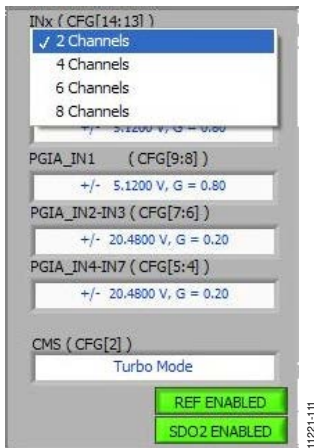 INx ( CFG[14:13] )
✓ 2 Channels
4 Channels
6 Channels
8 Channels
+/- 5.1200 V, G = 0.80
PGIA_IN1 ( CFG[9:8] )
+/- 5.1200 V, G = 0.80
PGIA_IN2-IN3 ( CFG[7:6] )
+/- 20.4800 V, G = 0.20
PGIA_IN4-IN7 ( CFG[5:4] )
+/- 20.4800 V, G = 0.20
CMS ( CFG[2] )
Turbo Mode
REF ENABLED
SDO2 ENABLED
11221-111